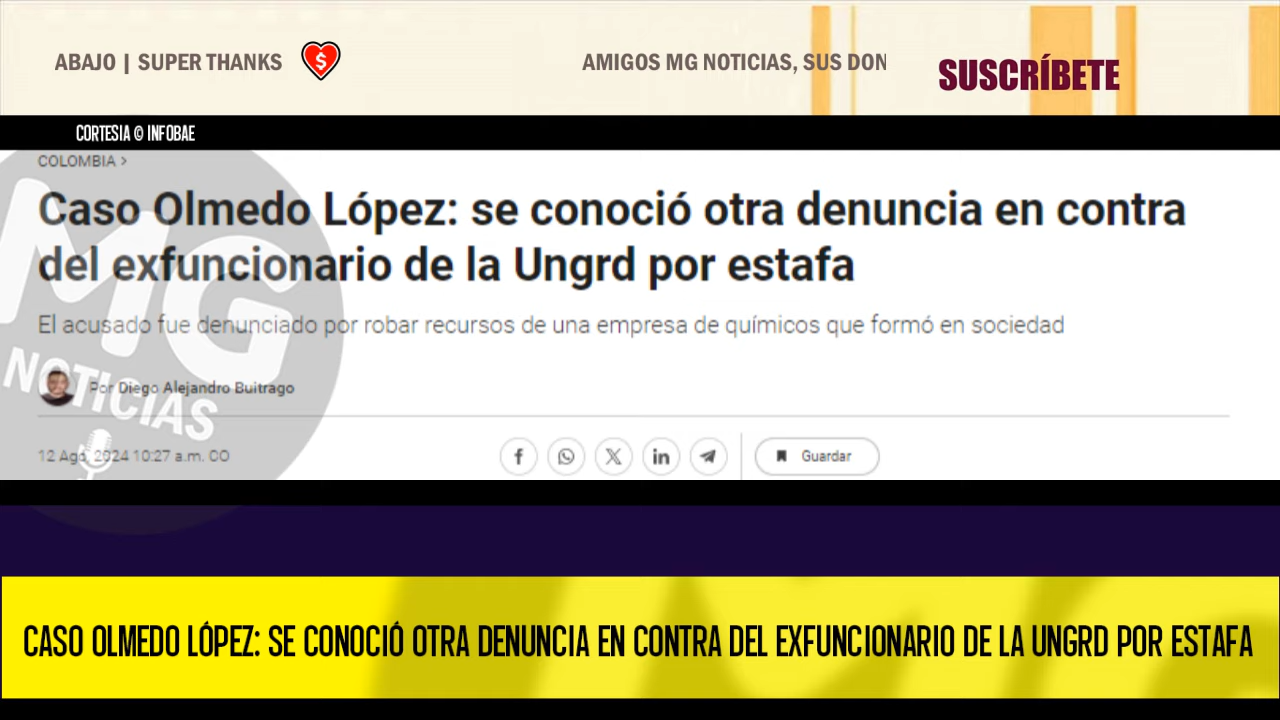 ABAJO | SUPER THANKS
AMIGOS MG NOTICIAS, SUS DON
SUSCRÍBETE
CORTESIA © INFOBAE
COLOMBIA >
Caso Olmedo López: se conoció otra denuncia en contra
del exfuncionario de la Ungrd por estafa
El acusado fue denunciado por robar recursos de una empresa de químicos que formó en sociedad
Por Diego Alejandro Buitrago
12 Ago, 2024 10:27 a.m. CO
Guardar
MG
NOTICIAS
CASO OLMEDO LÓPEZ: SE CONOCIÓ OTRA DENUNCIA EN CONTRA DEL EXFUNCIONARIO DE LA UNGRD POR ESTAFA